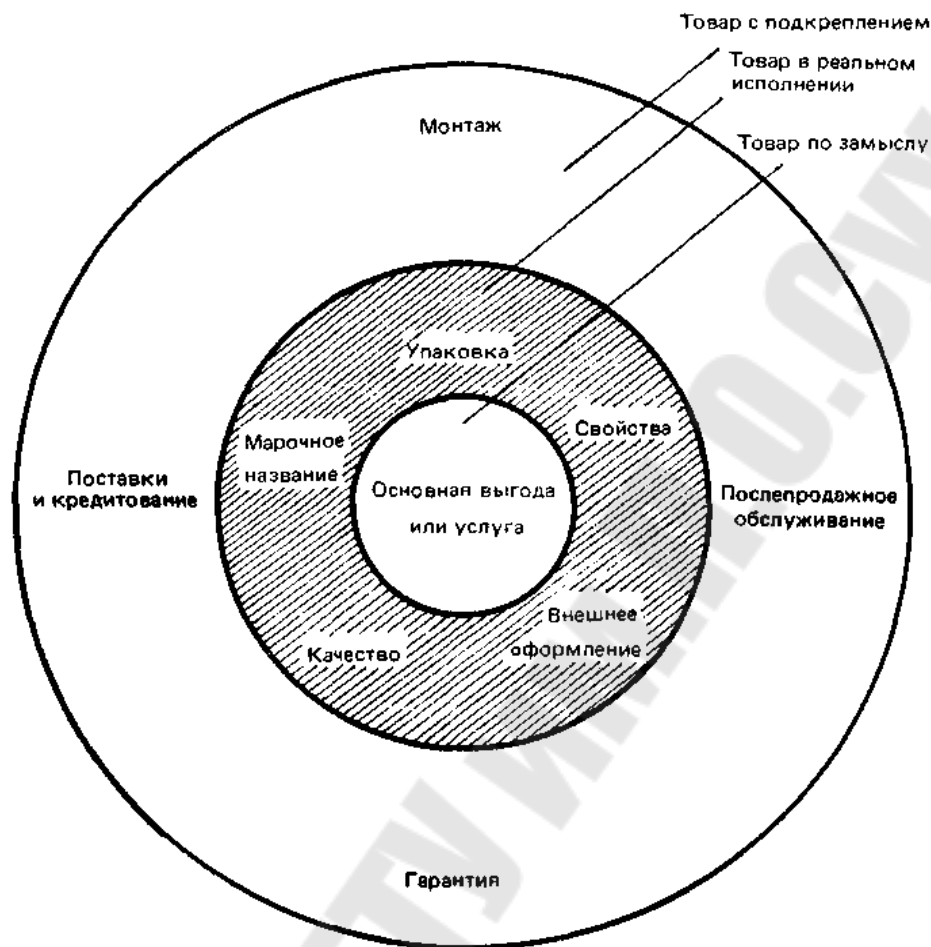 Товар с подкреплением
Товар в реальном
исполнении
Монтаж
Товар по замыслу
Упаковка
Свойства
Марочное
название
Поставки
и кредитование
Основная выгода
или услуга
Послепродажное
обслуживание
Внешнее
оформление
Качество
Гарантия